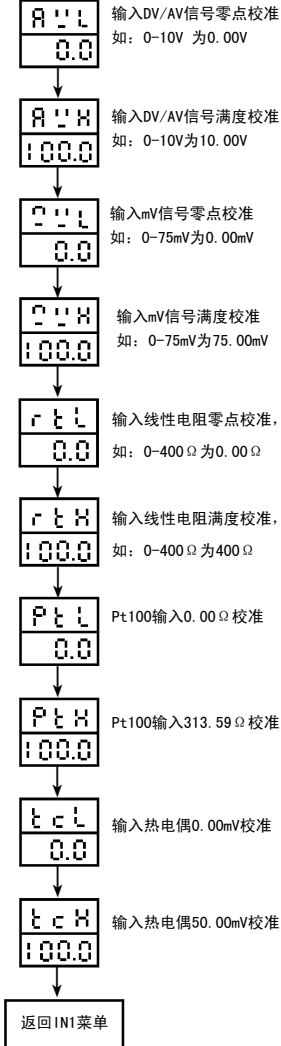 AVL
0.0
输入DV/AV信号零点校准
如：0-10V 为0.00V
AVH
100.0
输入DV/AV信号满度校准
如：0-10V为10.00V
0.0
输入mV信号零点校准
如：0-75mV为0.00mV
100.0
输入mV信号满度校准
如：0-75mV为75.00mV
rtL
0.0
输入线性电阻零点校准，
如：0-400Ω为0.00Ω
rtH
100.0
输入线性电阻满度校准，
如：0-400Ω为400Ω
PtL
0.0
Pt100输入0.00Ω校准
PtH
100.0
Pt100输入313.59Ω校准
tcL
0.0
输入热电偶0.00mV校准
tcH
100.0
输入热电偶50.00mV校准
返回IN1菜单